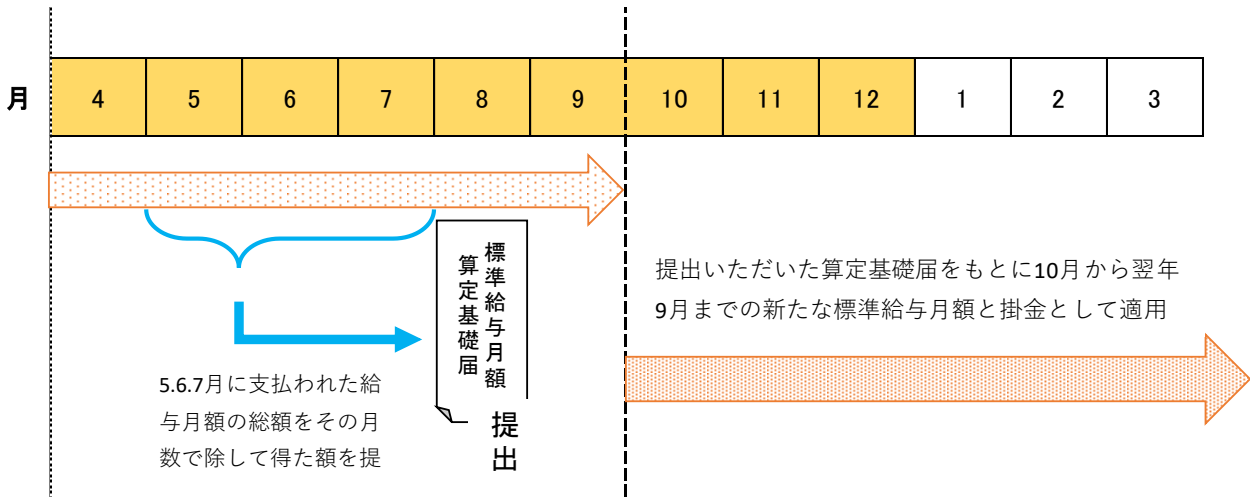 月 4 5 6 7 8 9 10 11 12 1 2 3
標準給与月額
算定基礎届
提出
5.6.7月に支払われた給
与月額の総額をその月
数で除して得た額を提
提出いただいた算定基礎届をもとに10月から翌年
9月までの新たな標準給与月額と掛金として適用